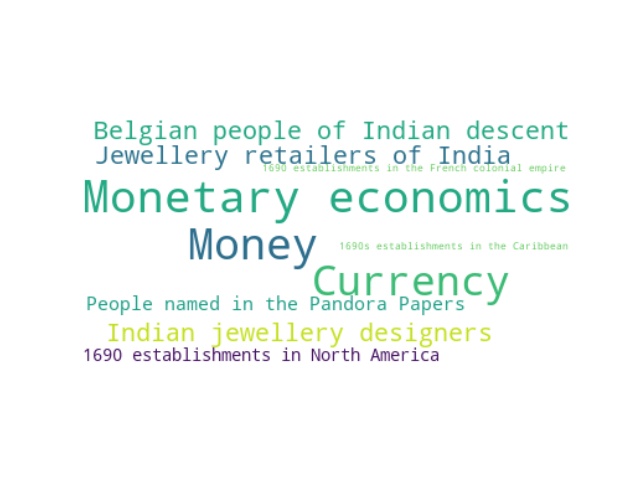 Belgian people of Indian descent
Jewellery retailers of India
1690 establishments in the French colonial empire
Monetary economics
Money
1690s establishments in the Caribbean
Currency
People named in the Pandora Papers
Indian jewellery designers
1690 establishments in North America